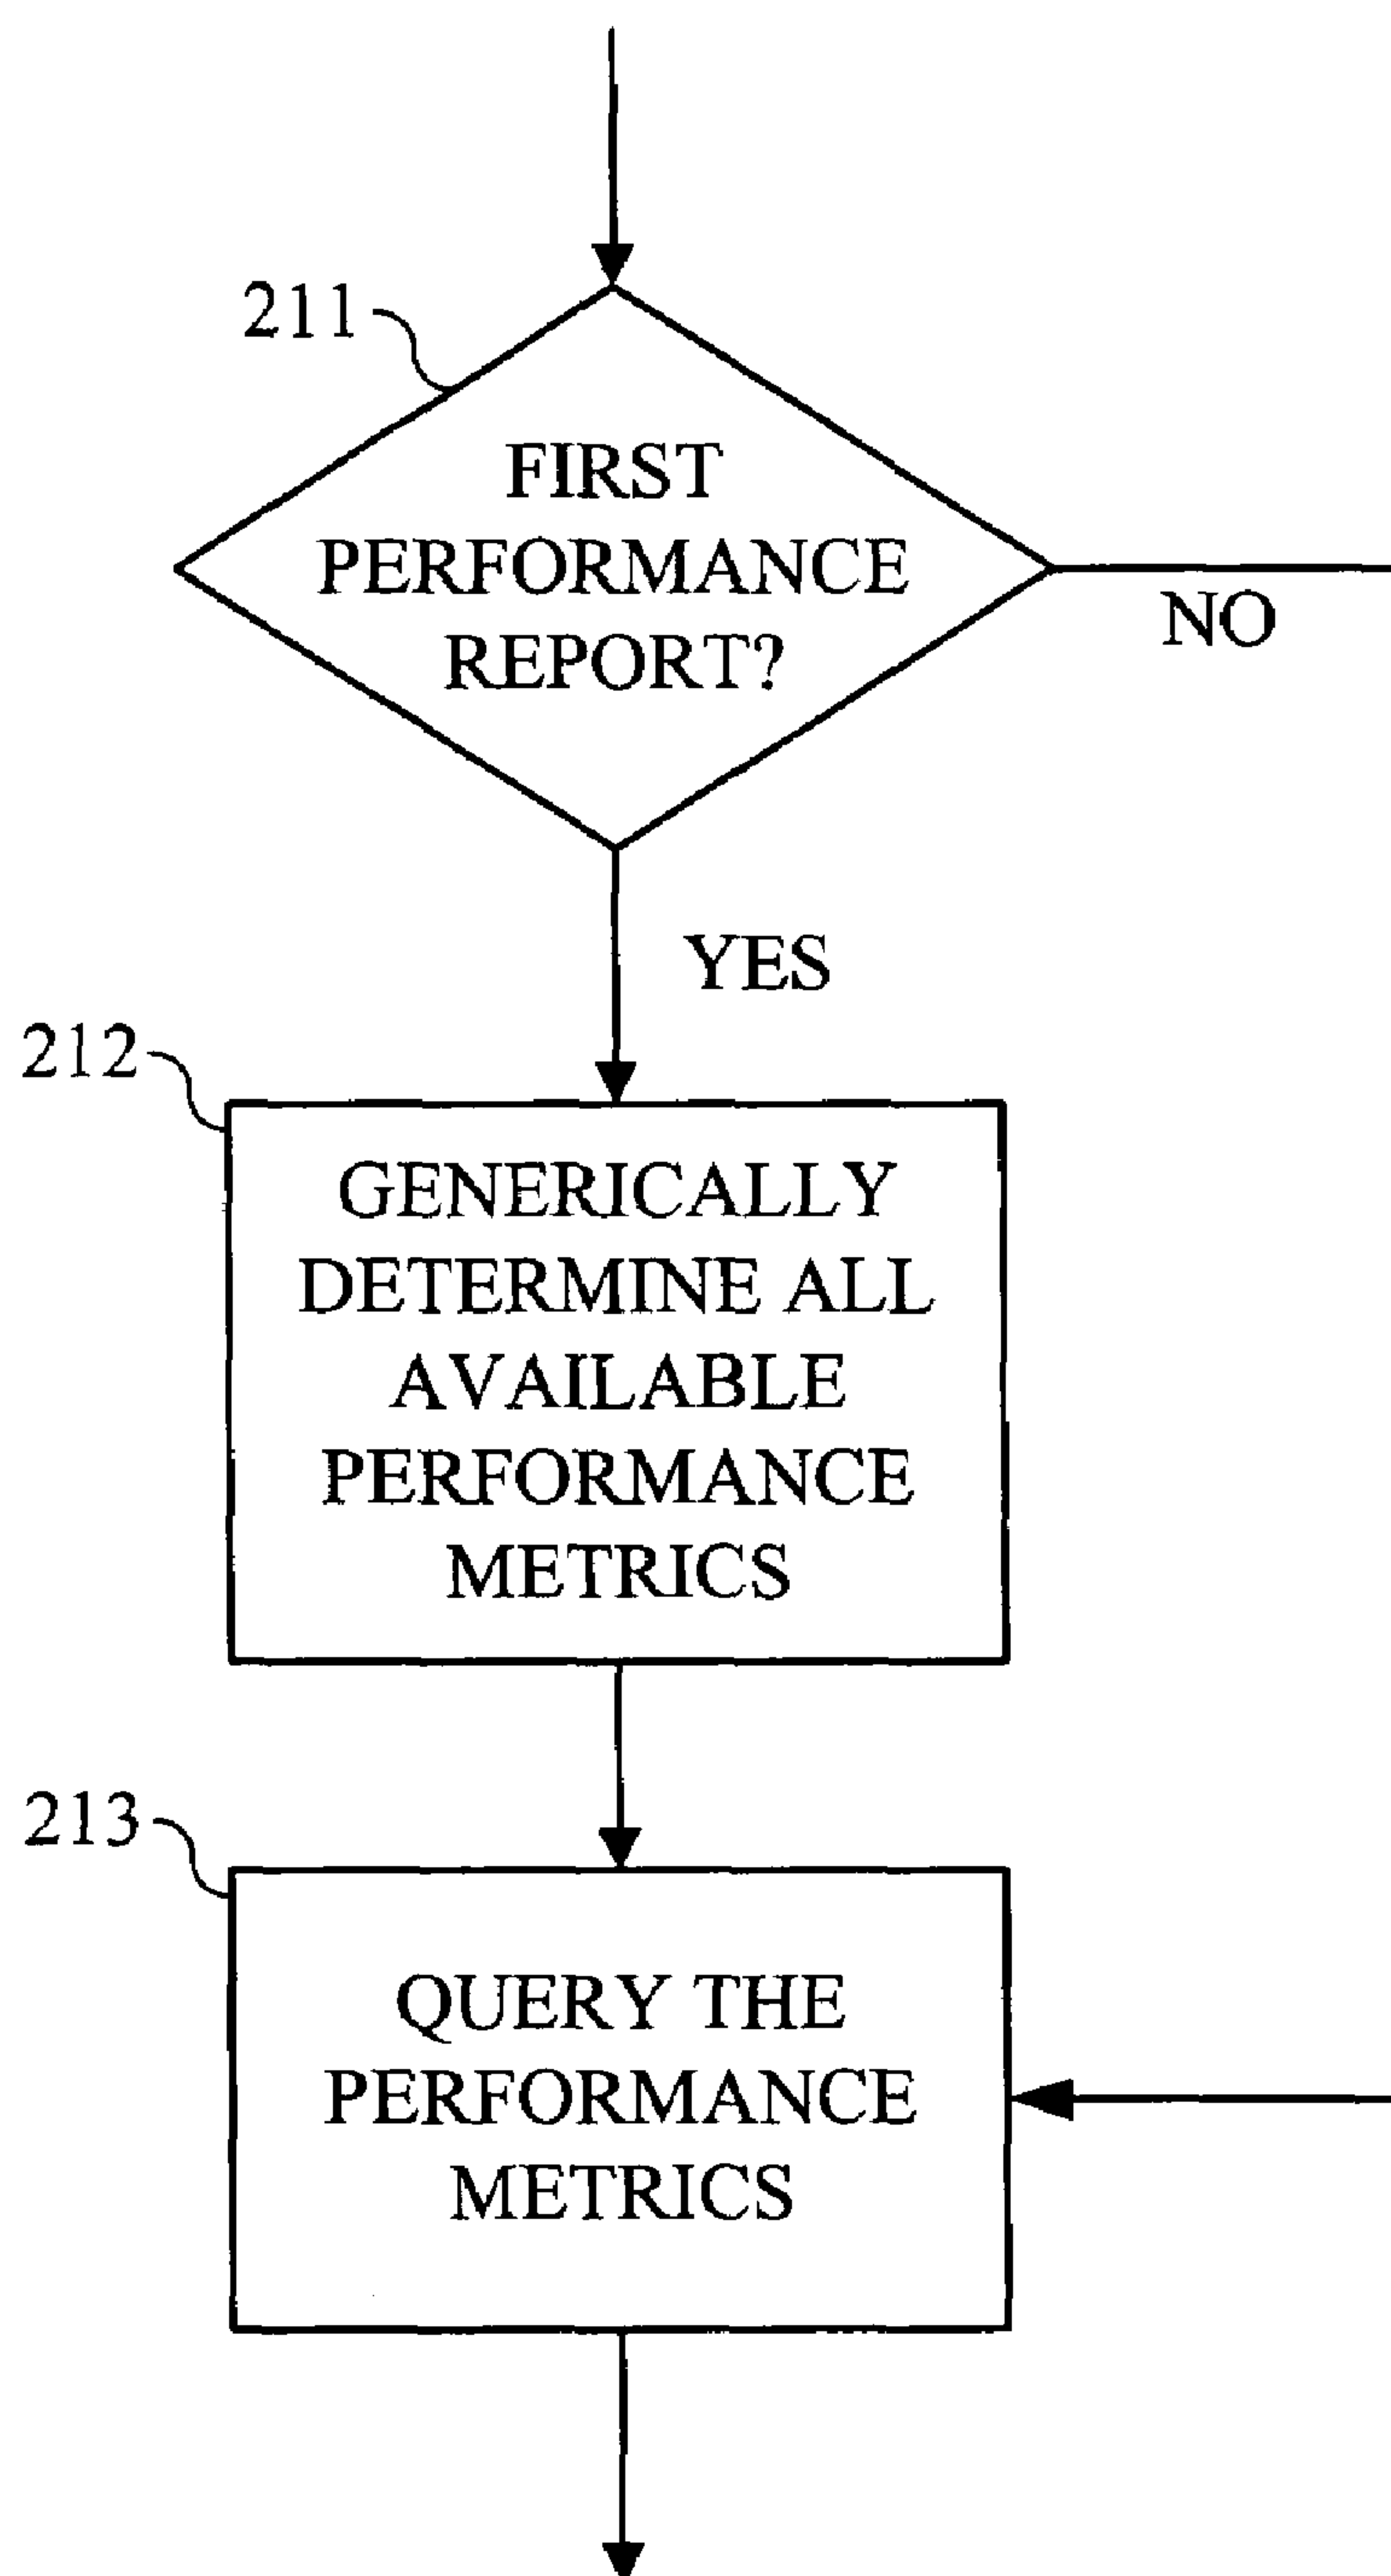 211
FIRST
PERFORMANCE
REPORT?
NO
YES
212
GENERICALLY
DETERMINE ALL
AVAILABLE
PERFORMANCE
METRICS
213
QUERY THE
PERFORMANCE
METRICS